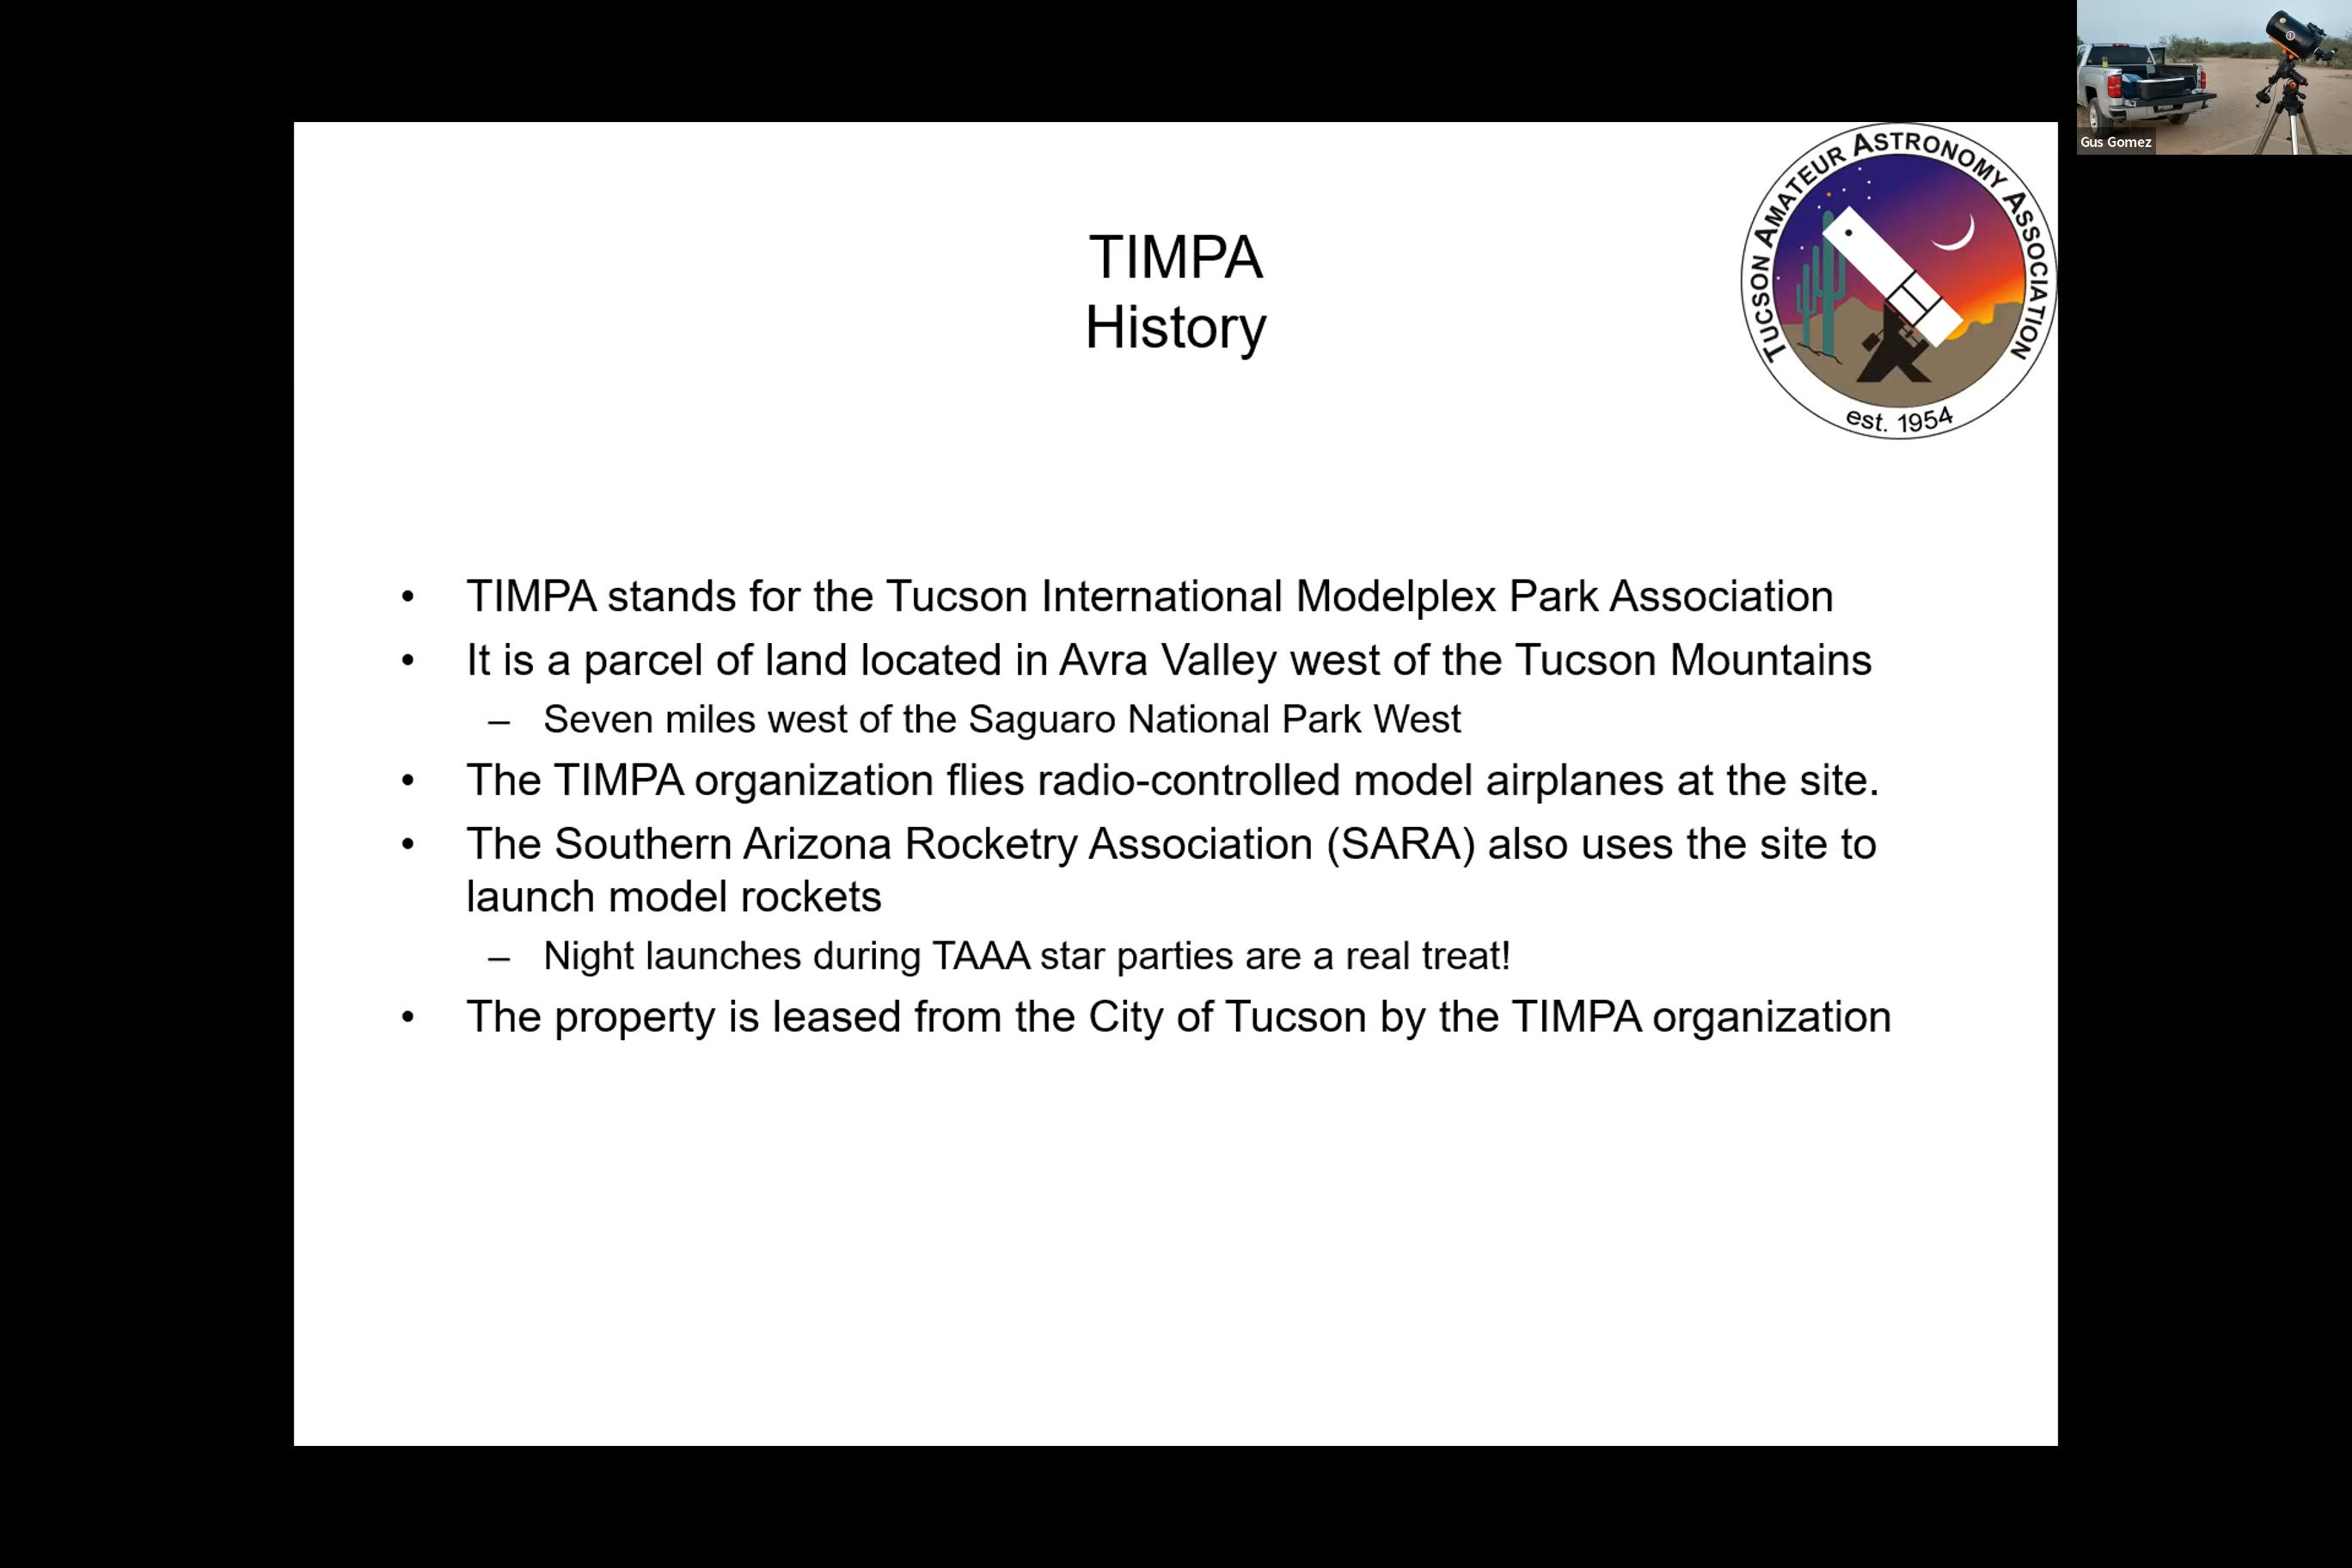 Gus Gomez
TUCSON AMATEUR ASTRONOMY ASSOCIATION
est. 1954
TIMPA
History
• TIMPA stands for the Tucson International Modelplex Park Association
• It is a parcel of land located in Avra Valley west of the Tucson Mountains
– Seven miles west of the Saguaro National Park West
• The TIMPA organization flies radio-controlled model airplanes at the site.
• The Southern Arizona Rocketry Association (SARA) also uses the site to
launch model rockets
– Night launches during TAAA star parties are a real treat!
• The property is leased from the City of Tucson by the TIMPA organization